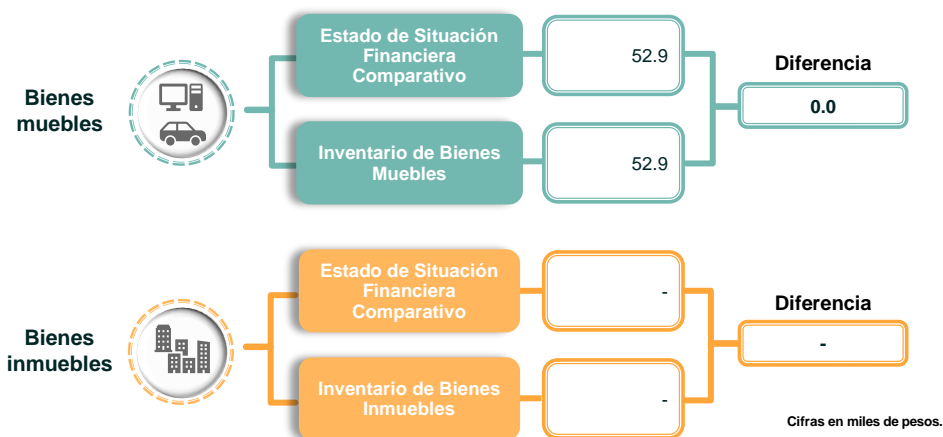 Bienes
muebles
Estado de Situación
Financiera
Comparativo
52.9
Inventario de Bienes
Muebles
52.9
Diferencia
0.0
Bienes
inmuebles
Estado de Situación
Financiera
Comparativo
-
Inventario de Bienes
Inmuebles
-
Diferencia
-
Cifras en miles de pesos.